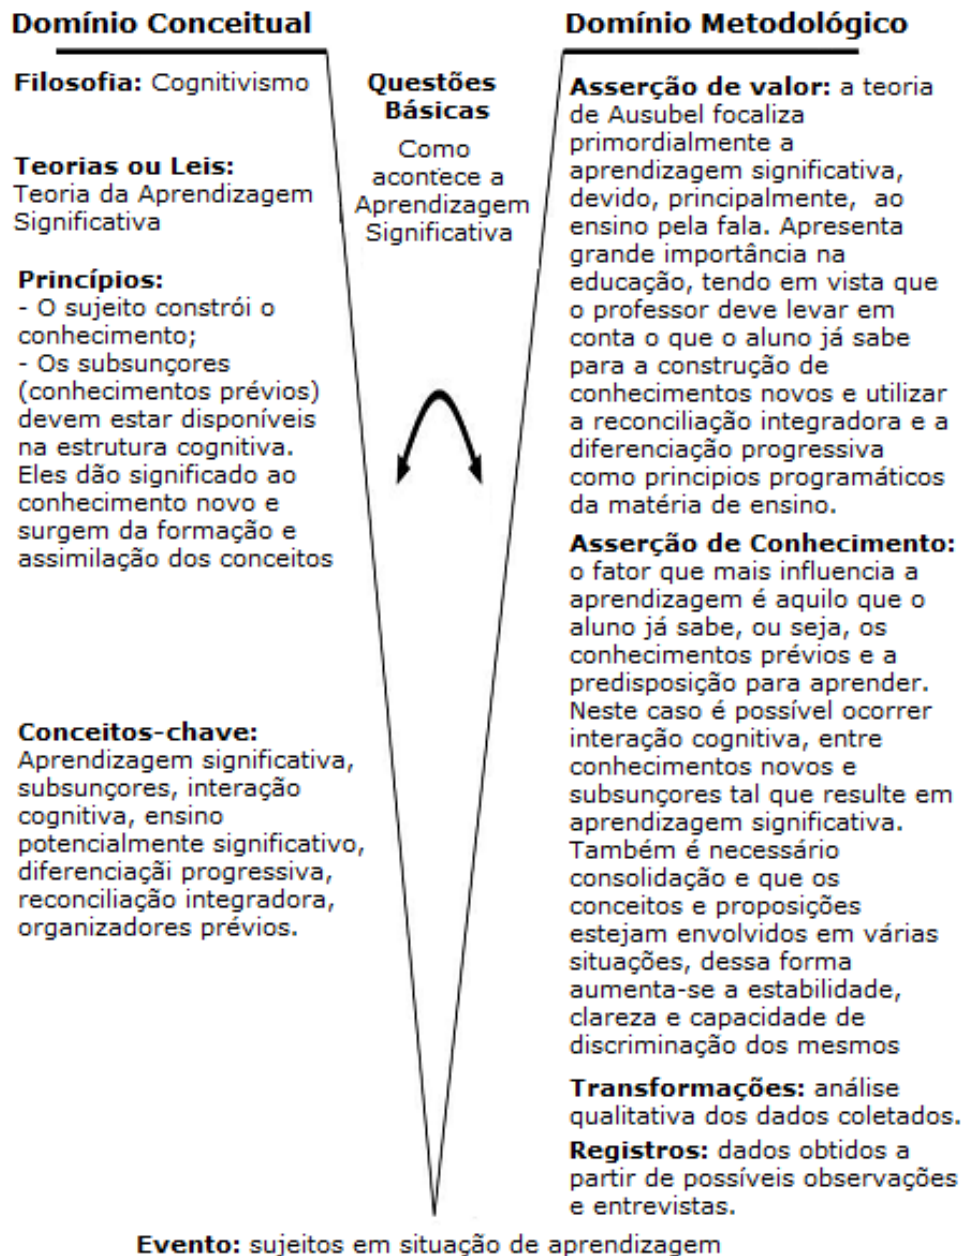 Domínio Conceitual
Filosofia: Cognitivismo
Teorias ou Leis:
Teoria da Aprendizagem
Significativa
Princípios:
- O sujeito constrói o
conhecimento;
- Os subsunçores
(conhecimentos prévios)
devem estar disponíveis
na estrutura cognitiva.
Eles dão significado ao
conhecimento novo e
surgem da formação e
assimilação dos conceitos
Conceitos-chave:
Aprendizagem significativa,
subsunçores, interação
cognitiva, ensino
potencialmente significativo,
diferenciaçãi progressiva,
reconciliação integradora,
organizadores prévios.
Questões
Básicas
Como
acontece a
Aprendizagem
Significativa
Domínio Metodológico
Asserção de valor: a teoria
de Ausubel focaliza
primordialmente a
aprendizagem significativa,
devido, principalmente, ao
ensino pela fala. Apresenta
grande importância na
educação, tendo em vista que
o professor deve levar em
conta o que o aluno já sabe
para a construção de
conhecimentos novos e utilizar
a reconciliação integradora e a
diferenciação progressiva
como principios programáticos
da matéria de ensino.
Asserção de Conhecimento:
o fator que mais influencia a
aprendizagem é aquilo que o
aluno já sabe, ou seja, os
conhecimentos prévios e a
predisposição para aprender.
Neste caso é possível ocorrer
interação cognitiva, entre
conhecimentos novos e
subsunçores tal que resulte em
aprendizagem significativa.
Também é necessário
consolidação e que os
conceitos e proposições
estejam envolvidos em várias
situações, dessa forma
aumenta-se a estabilidade,
clareza e capacidade de
discriminação dos mesmos
Transformações: análise
qualitativa dos dados coletados.
Registros: dados obtidos a
partir de possíveis observações
e entrevistas.
Evento: sujeitos em situação de aprendizagem